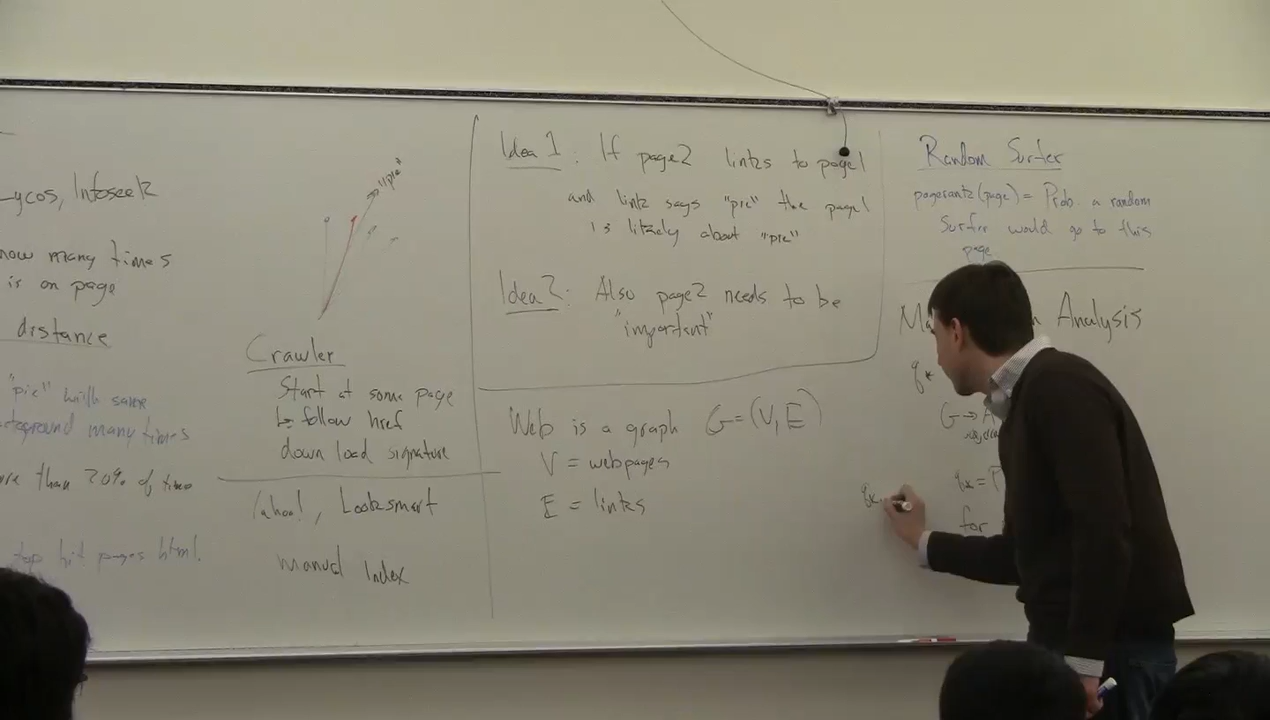 Lycos, Infoseek
how many times
is on page
distance
"pie" with same
background many times
more than 20% of time
top hit pages html.
"pie"
Crawler
Start at some page
↳ follow href
down load signature
Yahoo!, Looksmart
manual Index
Idea 1: If page2 links to page1
and link says "pie" the page1
is likely about "pie"
Idea 2: Also page2 needs to be
"important"
Web is a graph G=(V,E)
V = webpages
E = links
Random Surfer
pagerank(page) = Prob. a random
Surfer would go to this
page
Analysis
q*
G→A
q* = P
for